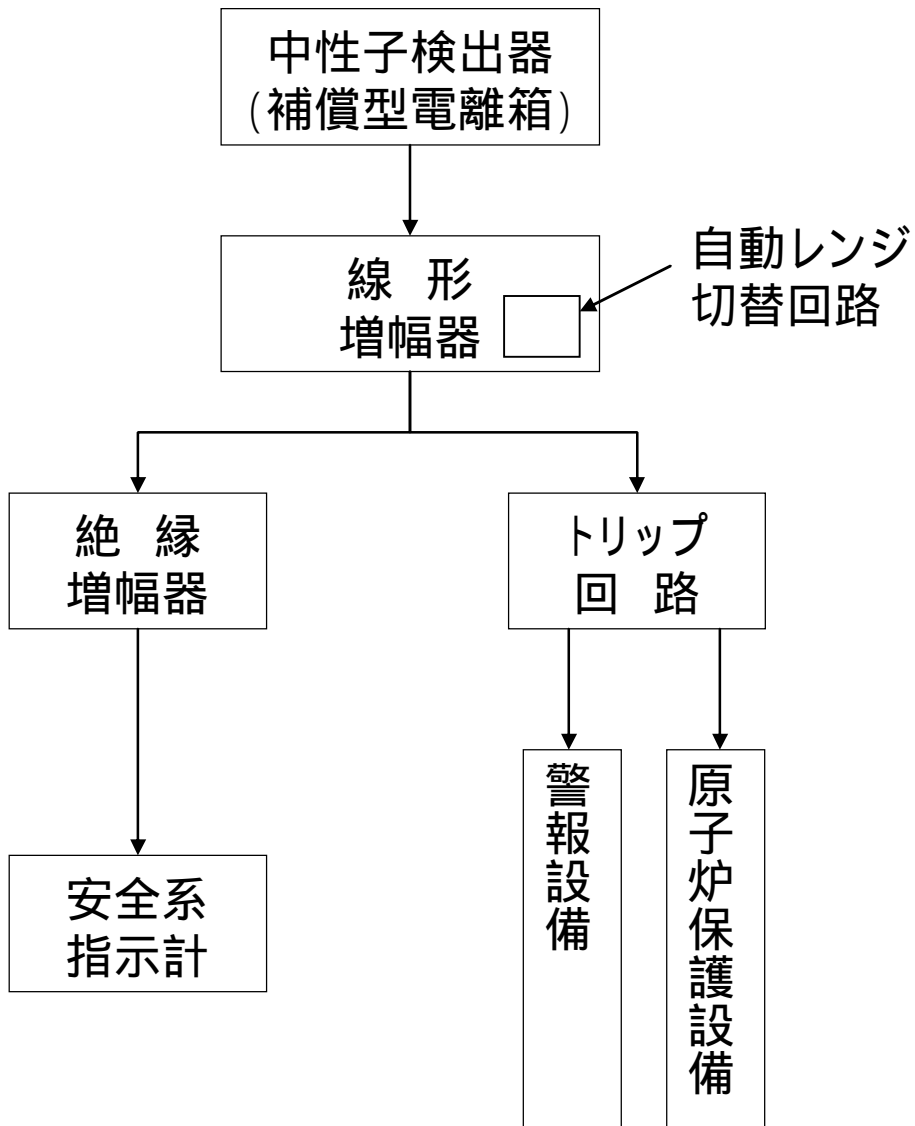 中性子検出器
(補償型電離箱)
線 形
増幅器
自動レンジ
切替回路
絶 縁
増幅器
トリップ
回 路
安全系
指示計
警報設備
原子炉保護設備